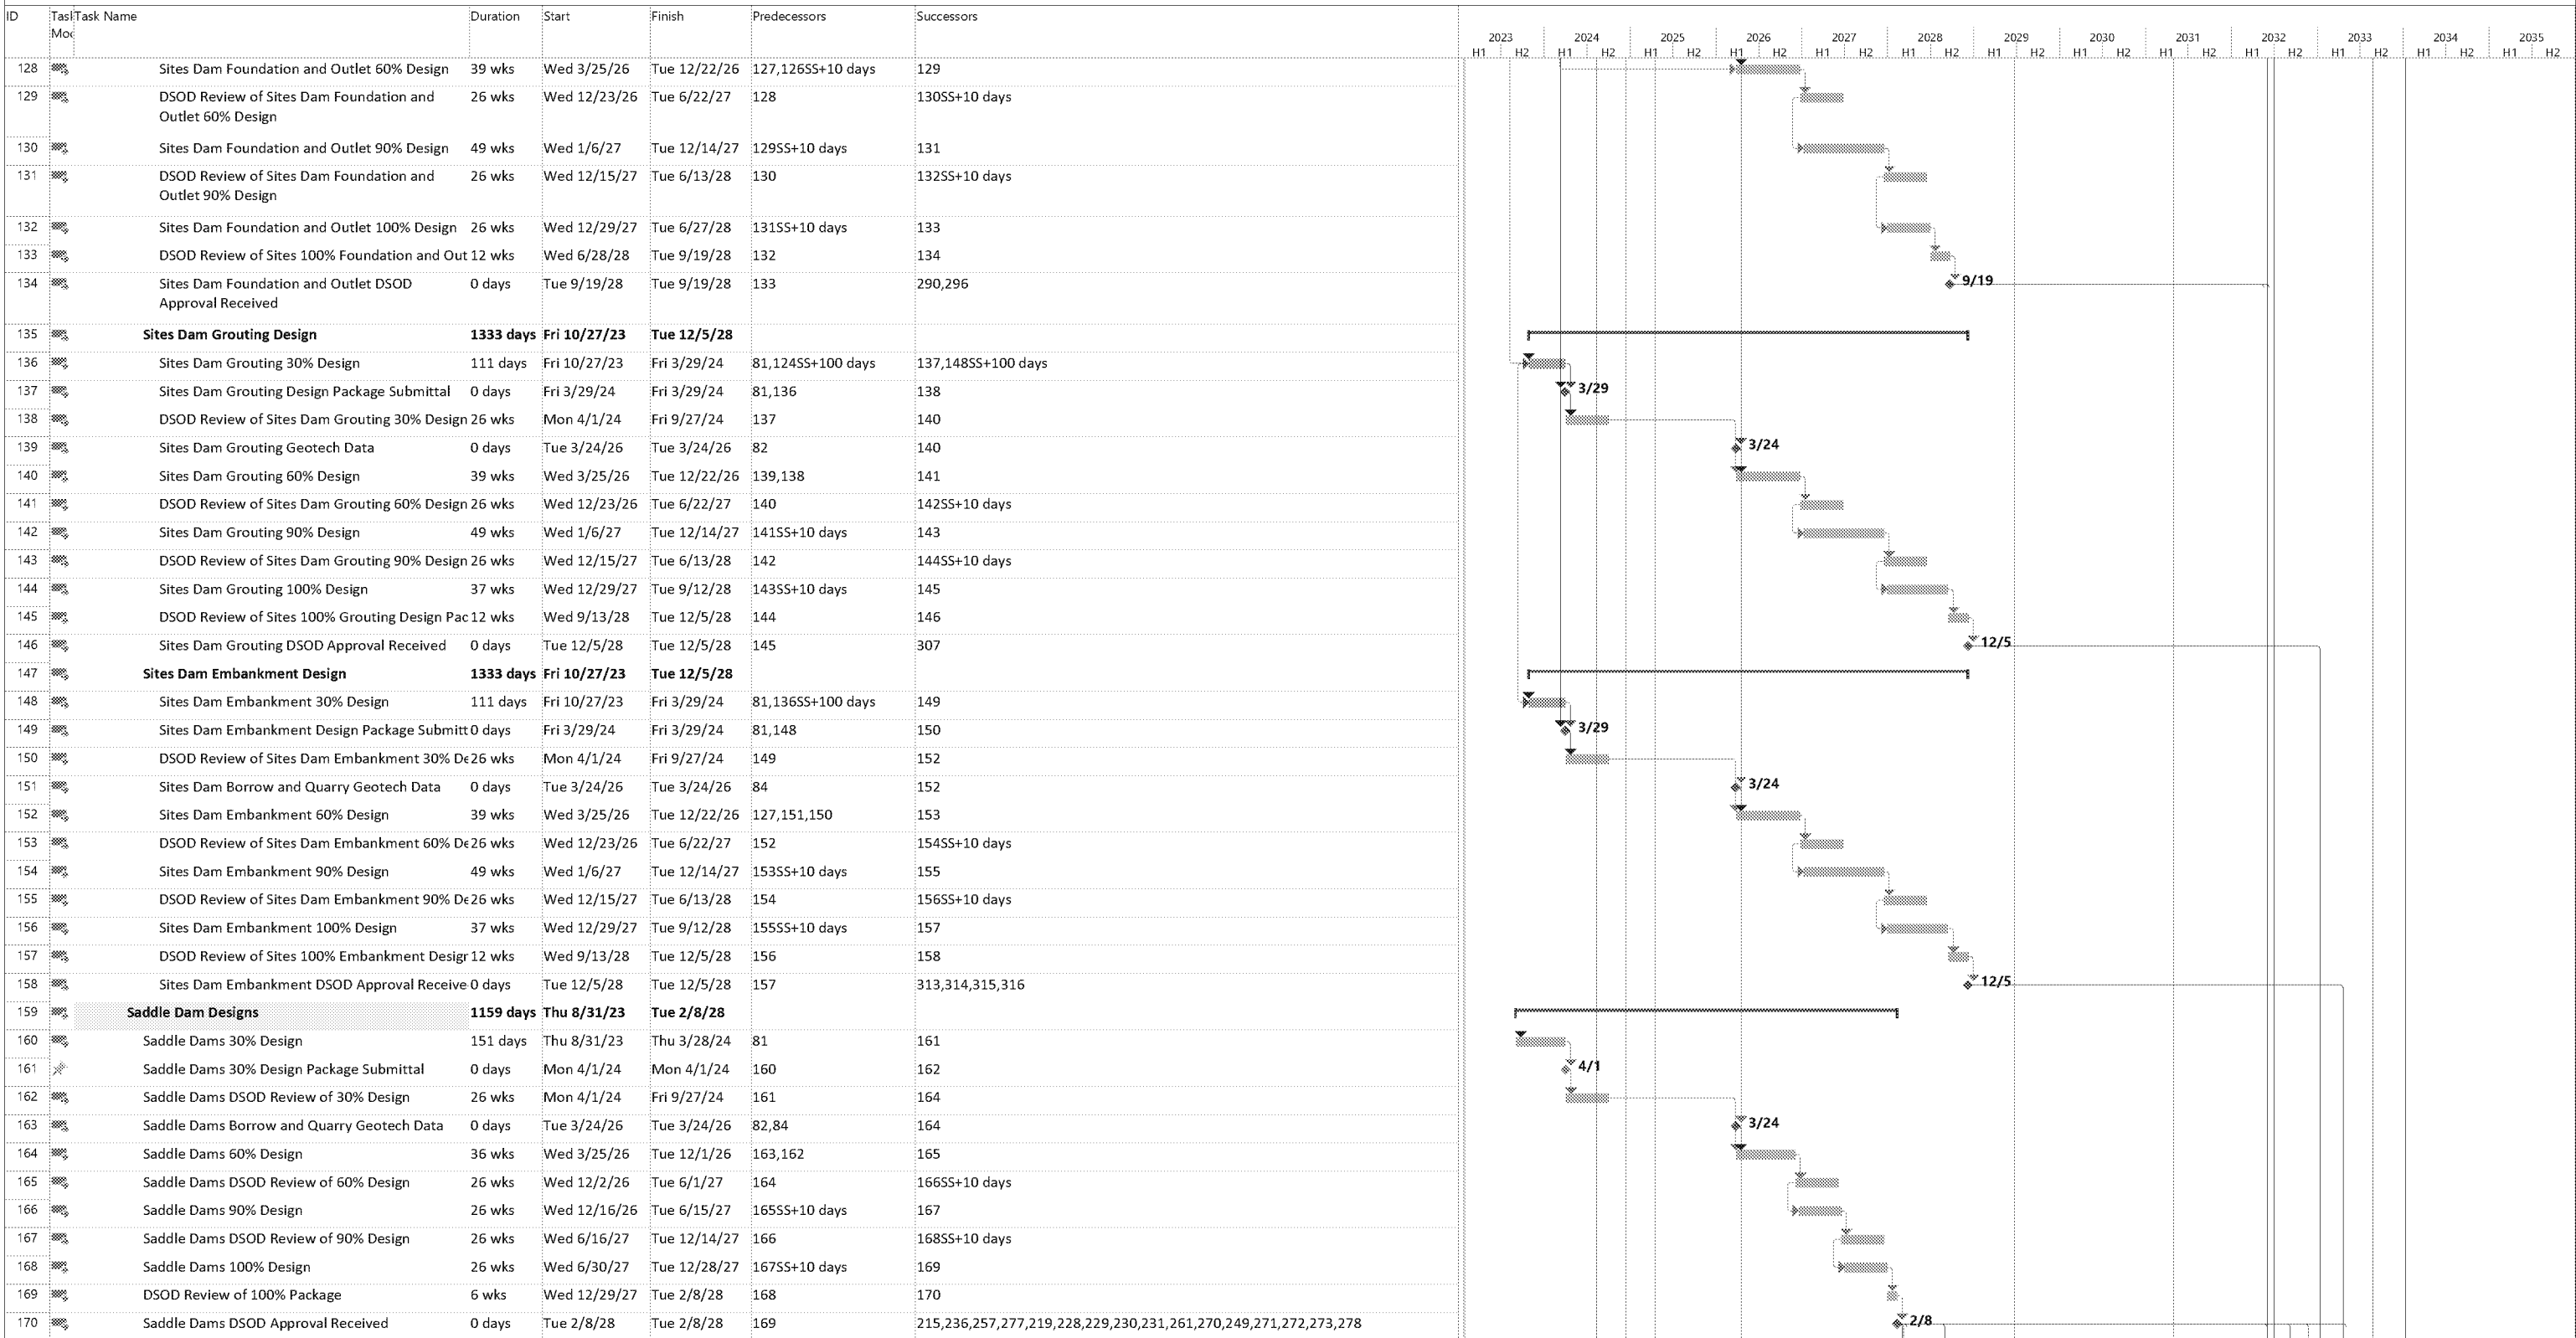 ID Task Task Name Duration Start Finish Predecessors Successors
Mod
2023 2024 2025 2026 2027 2028 2029 2030 2031 2032 2033 2034 2035
H1 H2 H1 H2 H1 H2 H1 H2 H1 H2 H1 H2 H1 H2 H1 H2 H1 H2 H1 H2 H1 H2 H1 H2 H1 H2
128 Sites Dam Foundation and Outlet 60% Design 39 wks Wed 3/25/26 Tue 12/22/26 127,126SS+10 days 129
129 DSOD Review of Sites Dam Foundation and 26 wks Wed 12/23/26 Tue 6/22/27 128 130SS+10 days
Outlet 60% Design
130 Sites Dam Foundation and Outlet 90% Design 49 wks Wed 1/6/27 Tue 12/14/27 129SS+10 days 131
131 DSOD Review of Sites Dam Foundation and 26 wks Wed 12/15/27 Tue 6/13/28 130 132SS+10 days
Outlet 90% Design
132 Sites Dam Foundation and Outlet 100% Design 26 wks Wed 12/29/27 Tue 6/27/28 131SS+10 days 133
133 DSOD Review of Sites 100% Foundation and Out 12 wks Wed 6/28/28 Tue 9/19/28 132 134
134 Sites Dam Foundation and Outlet DSOD 0 days Tue 9/19/28 Tue 9/19/28 133 290,296 9/19
Approval Received
135 Sites Dam Grouting Design 1333 days Fri 10/27/23 Tue 12/5/28
136 Sites Dam Grouting 30% Design 111 days Fri 10/27/23 Fri 3/29/24 81,124SS+100 days 137,148SS+100 days
137 Sites Dam Grouting Design Package Submittal 0 days Fri 3/29/24 Fri 3/29/24 81,136 138 3/29
138 DSOD Review of Sites Dam Grouting 30% Design 26 wks Mon 4/1/24 Fri 9/27/24 137 140
139 Sites Dam Grouting Geotech Data 0 days Tue 3/24/26 Tue 3/24/26 82 140 3/24
140 Sites Dam Grouting 60% Design 39 wks Wed 3/25/26 Tue 12/22/26 139,138 141
141 DSOD Review of Sites Dam Grouting 60% Design 26 wks Wed 12/23/26 Tue 6/22/27 140 142SS+10 days
142 Sites Dam Grouting 90% Design 49 wks Wed 1/6/27 Tue 12/14/27 141SS+10 days 143
143 DSOD Review of Sites Dam Grouting 90% Design 26 wks Wed 12/15/27 Tue 6/13/28 142 144SS+10 days
144 Sites Dam Grouting 100% Design 37 wks Wed 12/29/27 Tue 9/12/28 143SS+10 days 145
145 DSOD Review of Sites 100% Grouting Design Pac 12 wks Wed 9/13/28 Tue 12/5/28 144 146
146 Sites Dam Grouting DSOD Approval Received 0 days Tue 12/5/28 Tue 12/5/28 145 307 12/5
147 Sites Dam Embankment Design 1333 days Fri 10/27/23 Tue 12/5/28
148 Sites Dam Embankment 30% Design 111 days Fri 10/27/23 Fri 3/29/24 81,136SS+100 days 149
149 Sites Dam Embankment Design Package Submitt 0 days Fri 3/29/24 Fri 3/29/24 81,148 150 3/29
150 DSOD Review of Sites Dam Embankment 30% De 26 wks Mon 4/1/24 Fri 9/27/24 149 152
151 Sites Dam Borrow and Quarry Geotech Data 0 days Tue 3/24/26 Tue 3/24/26 84 152 3/24
152 Sites Dam Embankment 60% Design 39 wks Wed 3/25/26 Tue 12/22/26 127,151,150 153
153 DSOD Review of Sites Dam Embankment 60% De 26 wks Wed 12/23/26 Tue 6/22/27 152 154SS+10 days
154 Sites Dam Embankment 90% Design 49 wks Wed 1/6/27 Tue 12/14/27 153SS+10 days 155
155 DSOD Review of Sites Dam Embankment 90% De 26 wks Wed 12/15/27 Tue 6/13/28 154 156SS+10 days
156 Sites Dam Embankment 100% Design 37 wks Wed 12/29/27 Tue 9/12/28 155SS+10 days 157
157 DSOD Review of Sites 100% Embankment Design 12 wks Wed 9/13/28 Tue 12/5/28 156 158
158 Sites Dam Embankment DSOD Approval Receive 0 days Tue 12/5/28 Tue 12/5/28 157 313,314,315,316 12/5
159 Saddle Dam Designs 1159 days Thu 8/31/23 Tue 2/8/28
160 Saddle Dams 30% Design 151 days Thu 8/31/23 Thu 3/28/24 81 161
161 Saddle Dams 30% Design Package Submittal 0 days Mon 4/1/24 Mon 4/1/24 160 162 4/1
162 Saddle Dams DSOD Review of 30% Design 26 wks Mon 4/1/24 Fri 9/27/24 161 164
163 Saddle Dams Borrow and Quarry Geotech Data 0 days Tue 3/24/26 Tue 3/24/26 82,84 164 3/24
164 Saddle Dams 60% Design 36 wks Wed 3/25/26 Tue 12/1/26 163,162 165
165 Saddle Dams DSOD Review of 60% Design 26 wks Wed 12/2/26 Tue 6/1/27 164 166SS+10 days
166 Saddle Dams 90% Design 26 wks Wed 12/16/26 Tue 6/15/27 165SS+10 days 167
167 Saddle Dams DSOD Review of 90% Design 26 wks Wed 6/16/27 Tue 12/14/27 166 168SS+10 days
168 Saddle Dams 100% Design 26 wks Wed 6/30/27 Tue 12/28/27 167SS+10 days 169
169 DSOD Review of 100% Package 6 wks Wed 12/29/27 Tue 2/8/28 168 170
170 Saddle Dams DSOD Approval Received 0 days Tue 2/8/28 Tue 2/8/28 169 215,236,257,277,219,228,229,230,231,261,270,249,271,272,273,278 2/8